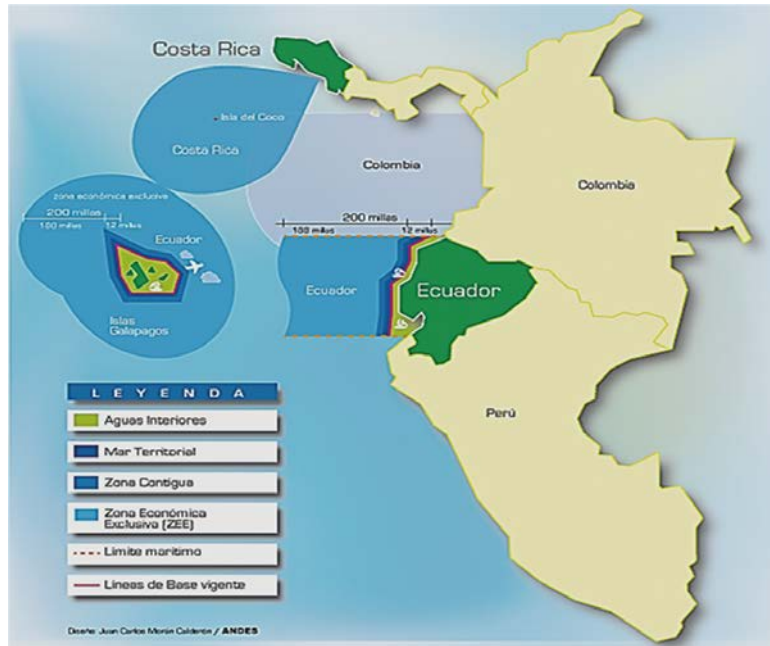 Costa Rica
Isla del Coco
Costa Rica
Colombia
Colombia
zona económica exclusiva
200 millas
188 millas
12 millas
Ecuador
Islas
Galapagos
200 millas
188 millas
12 millas
Ecuador
Ecuador
Perú
LEYENDA
Aguas Interiores
Mar Territorial
Zona Contigua
Zona Económica
Exclusiva (ZEE)
Límite marítimo
Líneas de Base vigente
Diseño: Juan Carlos Morán Calderón / ANDES